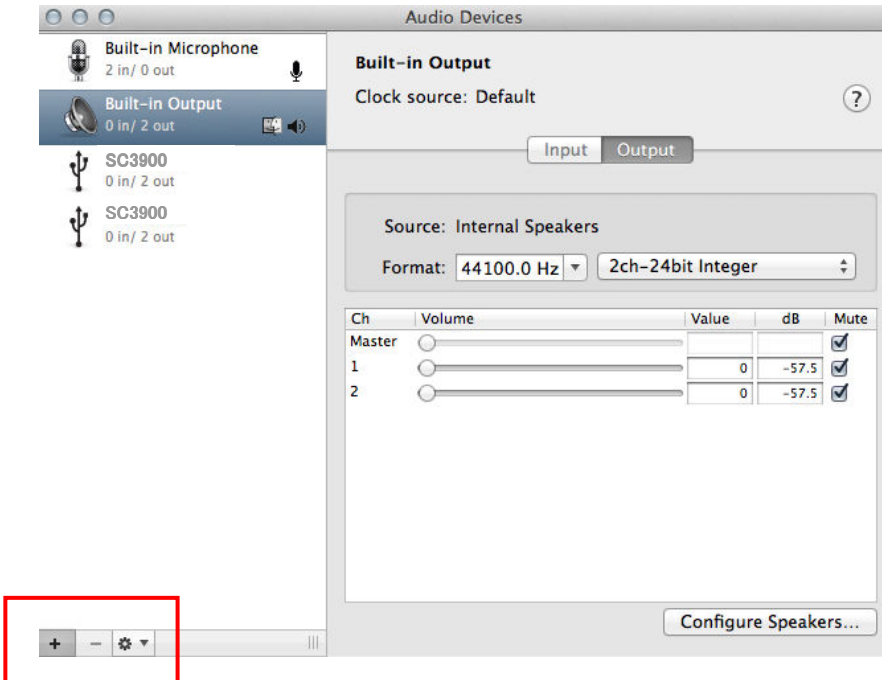 Audio Devices
Built-in Microphone
2 in/ 0 out
Built-in Output
0 in/ 2 out
SC3900
0 in/ 2 out
SC3900
0 in/ 2 out
Built-in Output
Clock source: Default
?
Input Output
Source: Internal Speakers
Format: 44100.0 Hz 2ch-24bit Integer
Ch Volume Value dB Mute
Master
1 0 -57.5
2 0 -57.5
Configure Speakers...
+ -